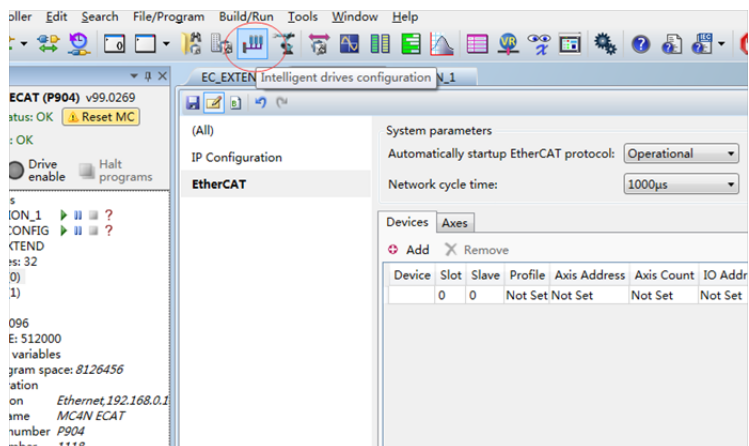 oller Edit Search File/Program Build/Run Tools Window Help
EC_EXTEN
Intelligent drives configuration
N_1
ECAT (P904) v99.0269
atus: OK Reset MC
: OK
Drive enable
Halt programs
s
ION_1
CONFIG
XTEND
es: 32
(0)
(1)
096
E: 512000
variables
gram space: 8126456
ration
on Ethernet,192.168.0.1
ame MC4N ECAT
number P904
mber 1118
(All)
IP Configuration
EtherCAT
System parameters
Automatically startup EtherCAT protocol: Operational
Network cycle time: 1000µs
Devices Axes
Add Remove
Device Slot Slave Profile Axis Address Axis Count IO Addr
0 0 Not Set Not Set Not Set Not Set